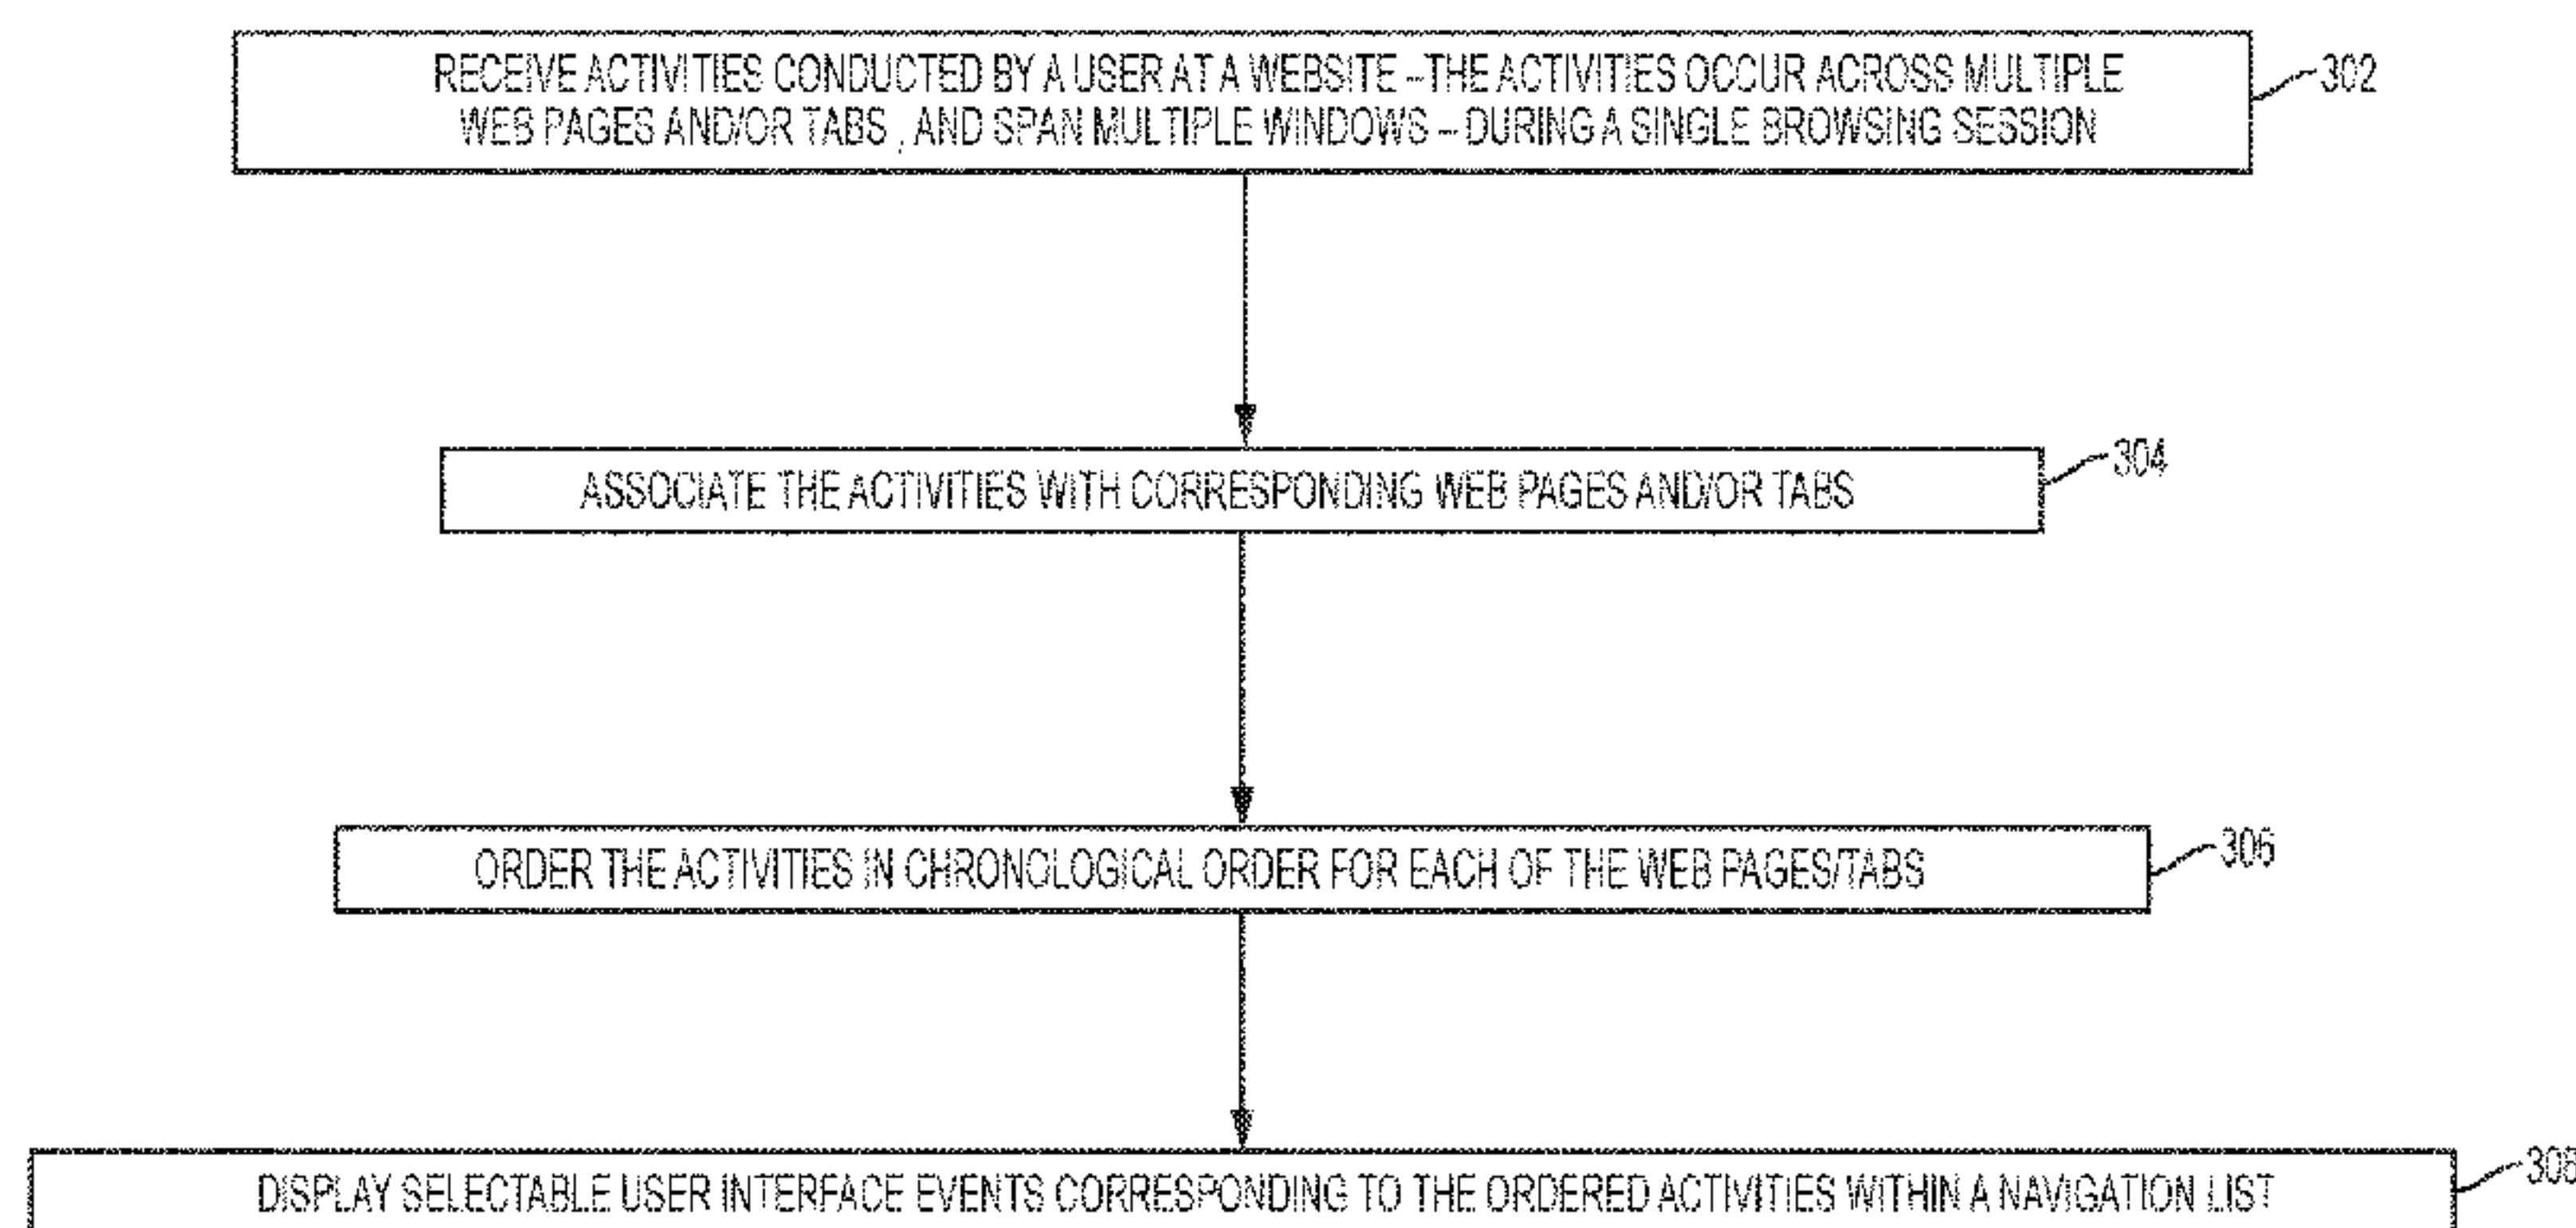 RECEIVE ACTIVITIES CONDUCTED BY A USER AT A WEBSITE – THE ACTIVITIES OCCUR ACROSS MULTIPLE
302
WEB PAGES AND/OR TABS , AND SPAN MULTIPLE WINDOWS – DURING A SINGLE BROWSING SESSION
304
ASSOCIATE THE ACTIVITIES WITH CORRESPONDING WEB PAGES AND/OR TABS
306
ORDER THE ACTIVITIES IN CHRONOLOGICAL ORDER FOR EACH OF THE WEB PAGES/TABS
308
DISPLAY SELECTABLE USER INTERFACE EVENTS CORRESPONDING TO THE ORDERED ACTIVITIES WITHIN A NAVIGATION LIST